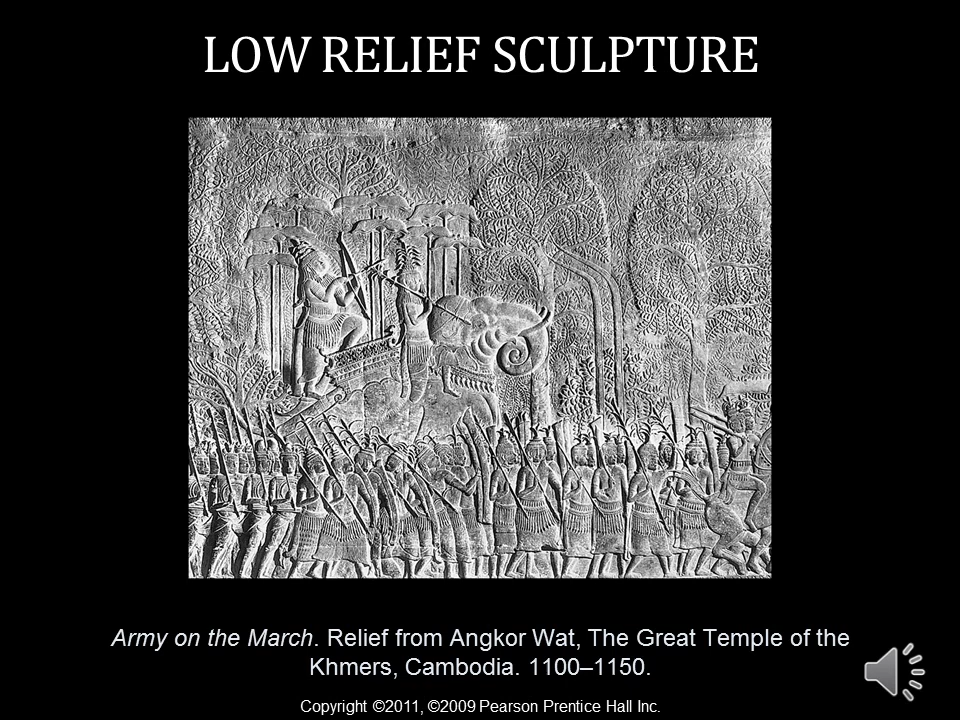 LOW RELIEF SCULPTURE
Army on the March. Relief from Angkor Wat, The Great Temple of the
Khmers, Cambodia. 1100–1150.
Copyright ©2011, ©2009 Pearson Prentice Hall Inc.